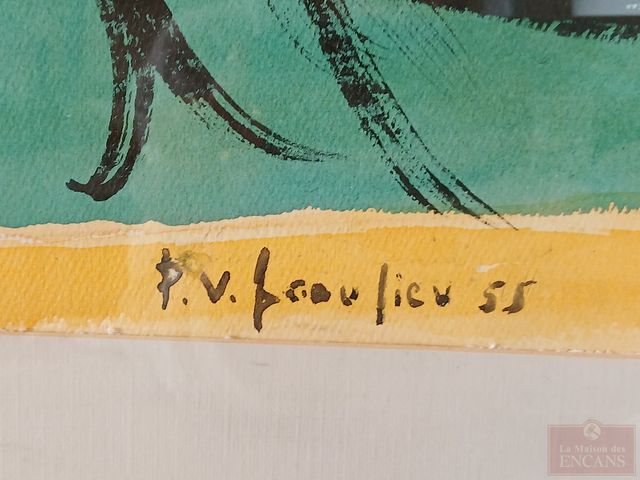 P.V. Beaulieu 55
La Maison des
ENCANS